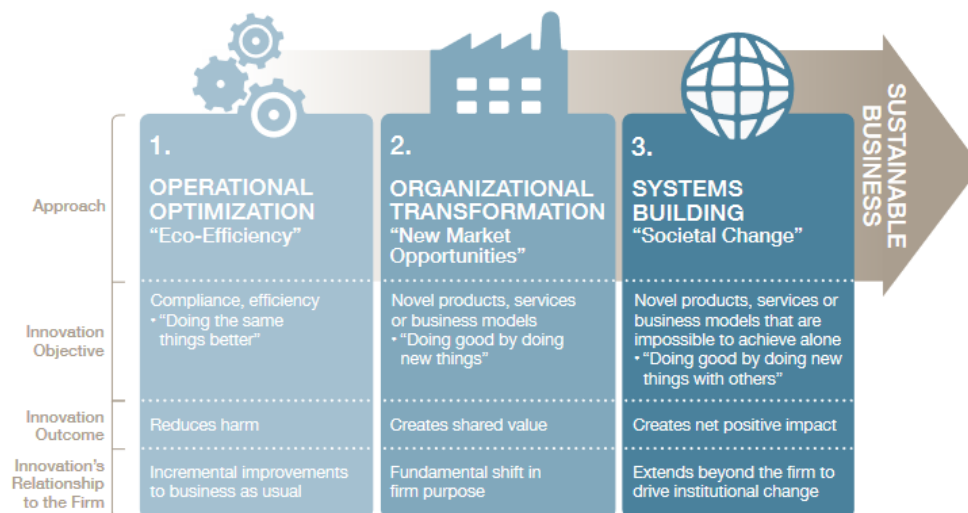 SUSTAINABLE
BUSINESS
Approach
1.
OPERATIONAL
OPTIMIZATION
“Eco-Efficiency”
2.
ORGANIZATIONAL
TRANSFORMATION
“New Market
Opportunities”
3.
SYSTEMS
BUILDING
“Societal Change”
Innovation
Objective
Compliance, efficiency
• “Doing the same
things better”
Novel products, services
or business models
• “Doing good by doing
new things”
Novel products, services or
business models that are
impossible to achieve alone
• “Doing good by doing new
things with others”
Innovation
Outcome
Reduces harm
Creates shared value
Creates net positive impact
Innovation’s
Relationship
to the Firm
Incremental improvements
to business as usual
Fundamental shift in
firm purpose
Extends beyond the firm to
drive institutional change